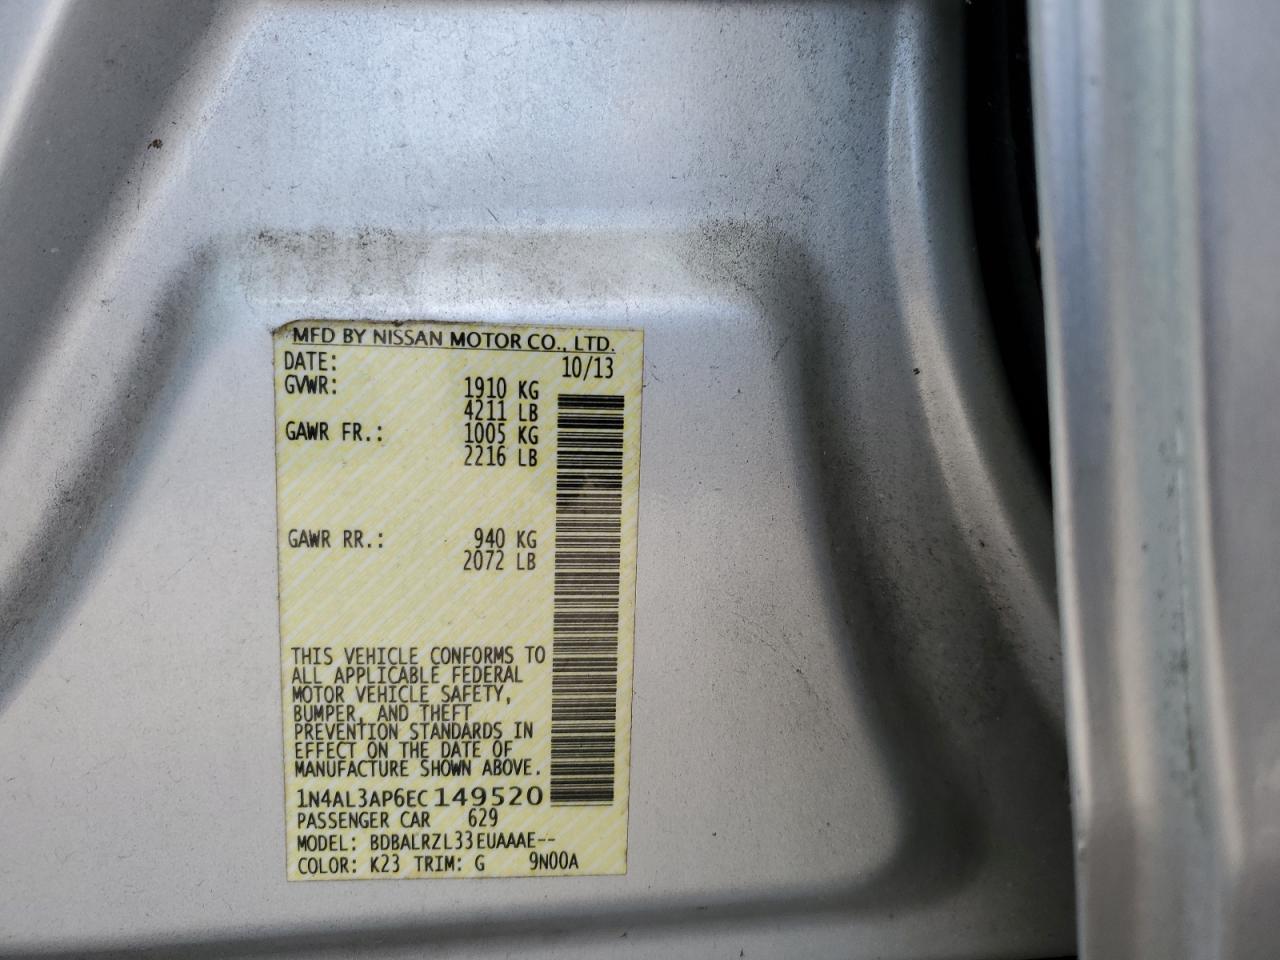 MFD BY NISSAN MOTOR CO., LTD.
DATE: 10/13
GVWR: 1910 KG
4211 LB
GAWR FR.: 1005 KG
2216 LB
GAWR RR.: 940 KG
2072 LB
THIS VEHICLE CONFORMS TO
ALL APPLICABLE FEDERAL
MOTOR VEHICLE SAFETY,
BUMPER, AND THEFT
PREVENTION STANDARDS IN
EFFECT ON THE DATE OF
MANUFACTURE SHOWN ABOVE.
1N4AL3AP6EC149520
PASSENGER CAR 629
MODEL: BDBALRZL33EUAAAE--
COLOR: K23 TRIM: G 9N00A